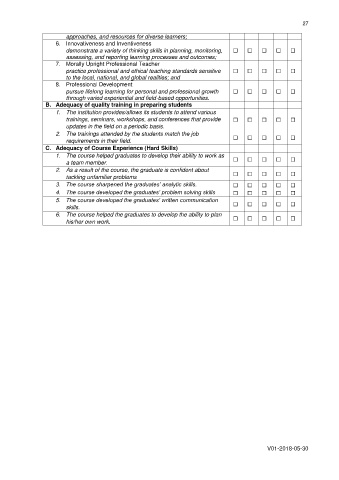 27
approaches, and resources for diverse learners;
6. Innovativeness and Inventiveness
demonstrate a variety of thinking skills in planning, monitoring,
assessing, and reporting learning processes and outcomes;
7. Morally Upright Professional Teacher
practice professional and ethical teaching standards sensitive
to the local, national, and global realities; and
8. Professional Development
pursue lifelong learning for personal and professional growth
through varied experiential and field-based opportunities.
B. Adequacy of quality training in preparing students
1. The institution provides/allows its students to attend various
trainings, seminars, workshops, and conferences that provide
updates in the field on a periodic basis.
2. The trainings attended by the students match the job
requirements in their field.
C. Adequacy of Course Experience (Hard Skills)
1. The course helped graduates to develop their ability to work as
a team member.
2. As a result of the course, the graduate is confident about
tackling unfamiliar problems
3. The course sharpened the graduates' analytic skills.
4. The course developed the graduates' problem solving skills
5. The course developed the graduates' written communication
skills.
6. The course helped the graduates to develop the ability to plan
his/her own work.
V01-2018-05-30